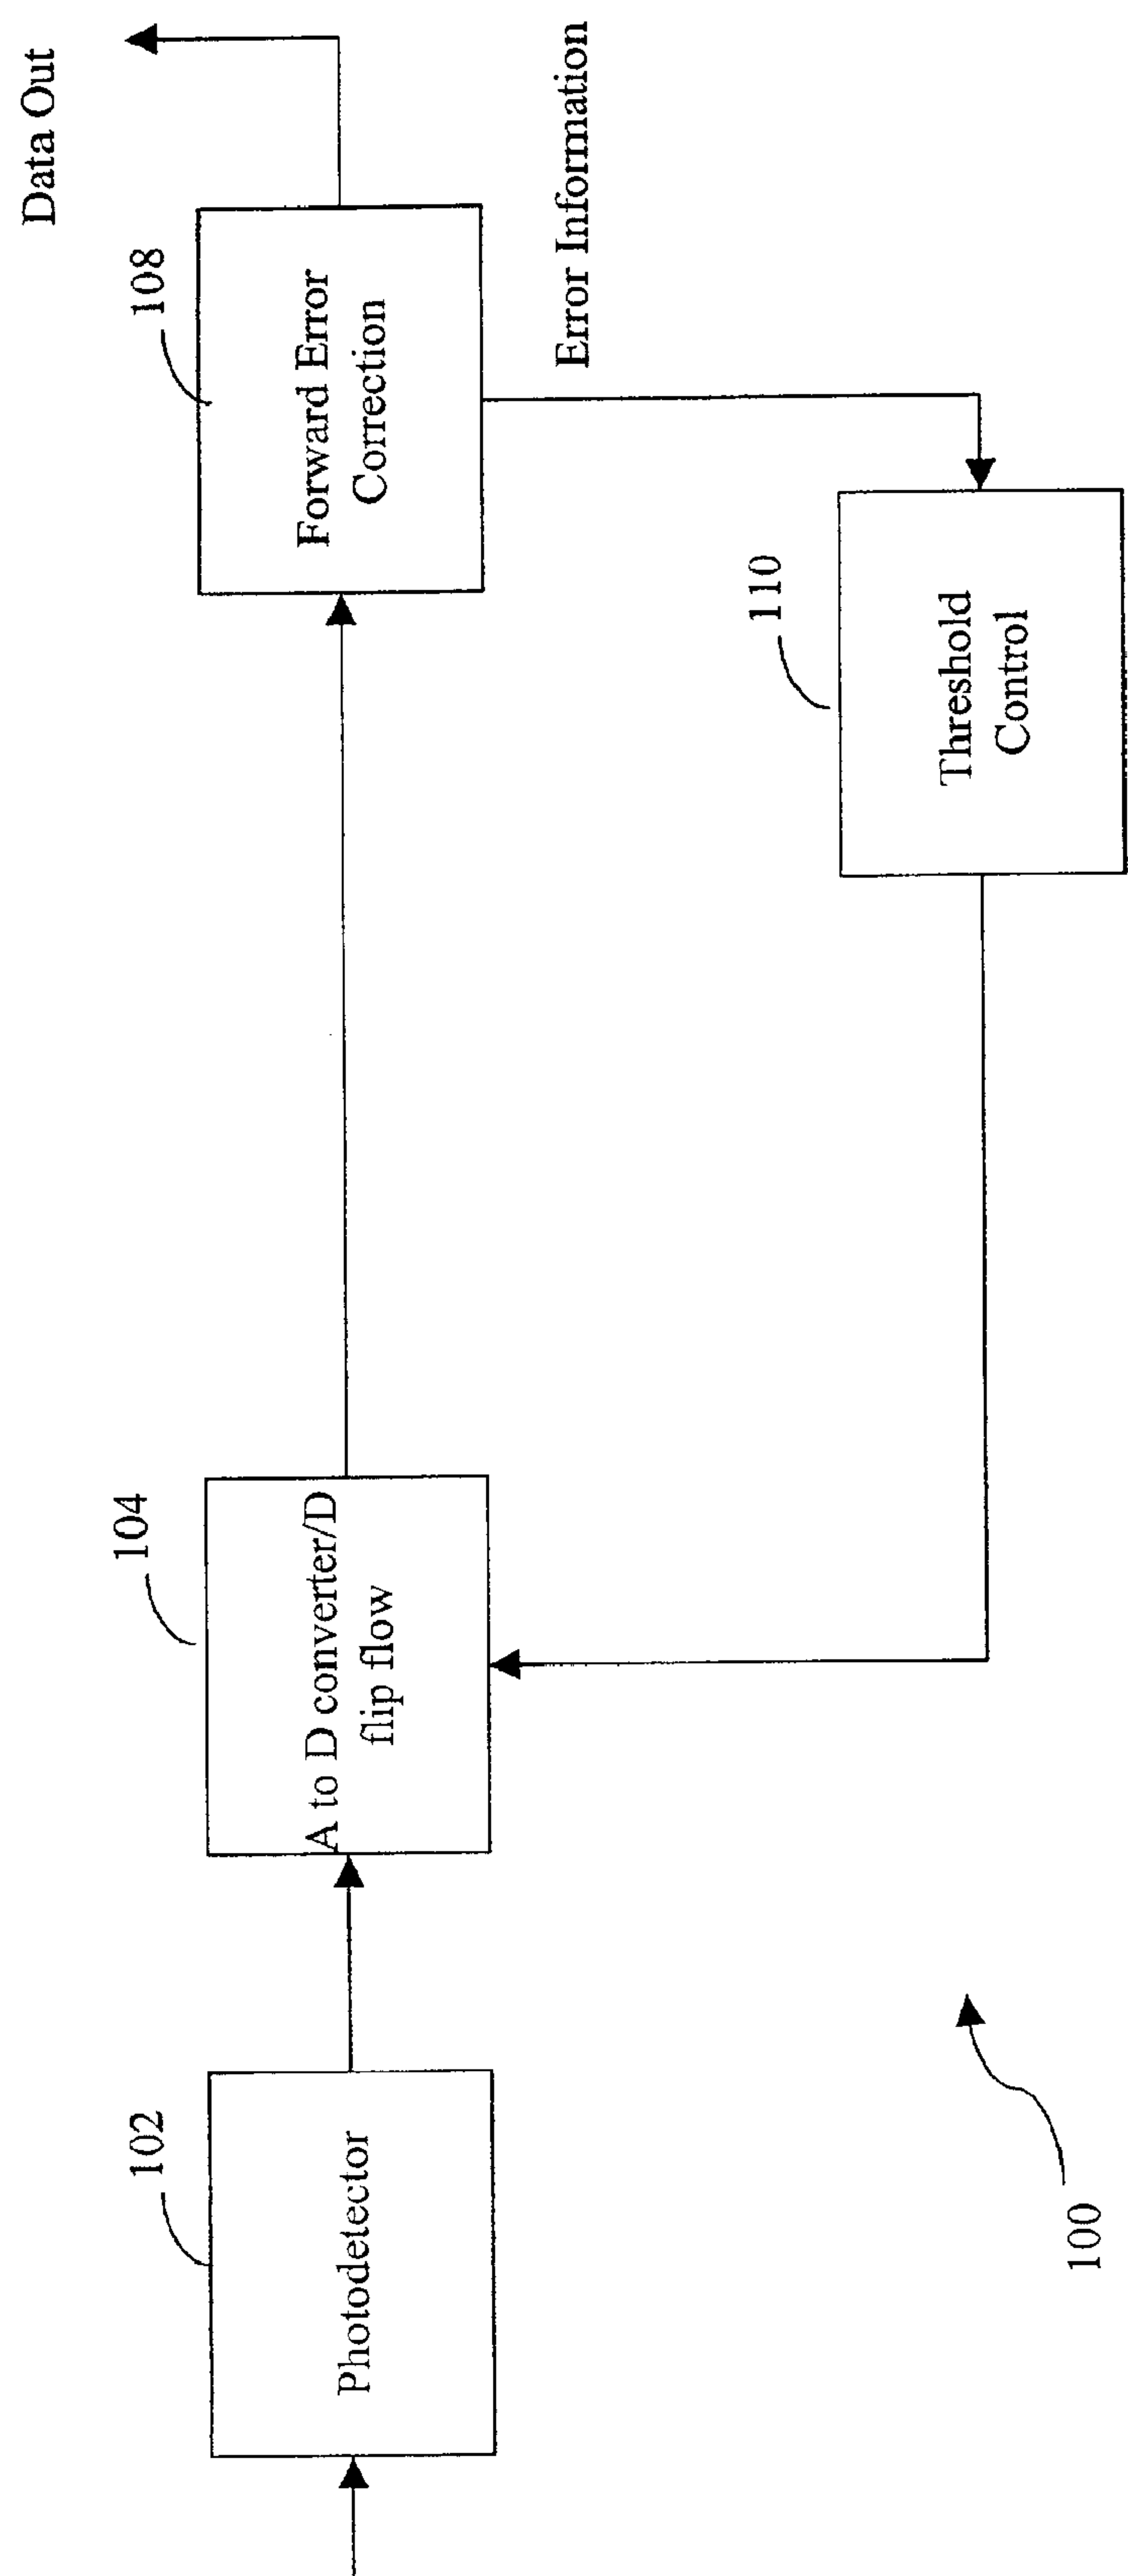 Data Out
108
Forward Error
Correction
Error Information
110
Threshold
Control
104
A to D converter/D
flip flow
102
Photodetector
100